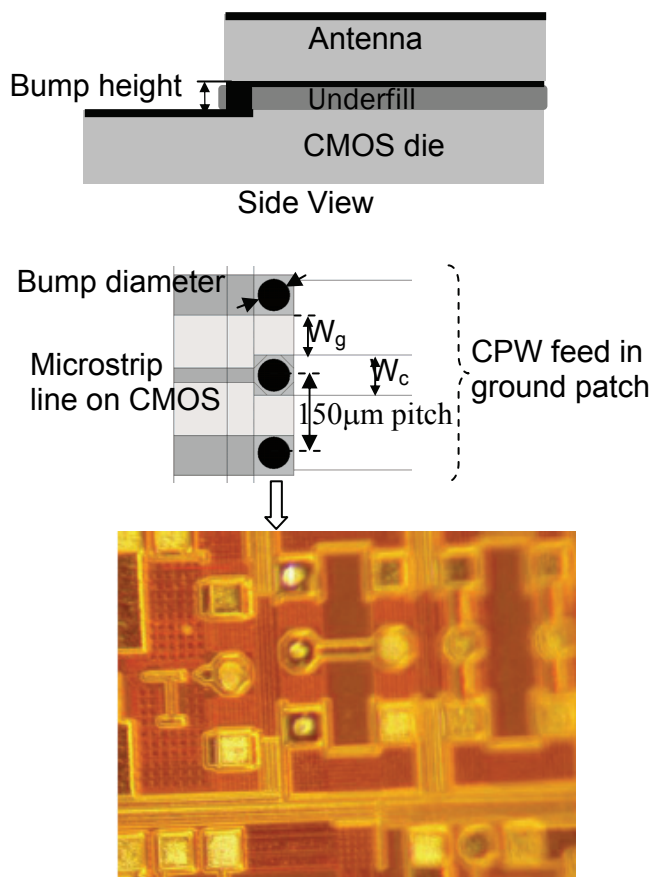 Antenna
Bump height
Underfill
CMOS die
Side View
Bump diameter
Wg
Microstrip
line on CMOS
Wc
150μm pitch
CPW feed in
ground patch